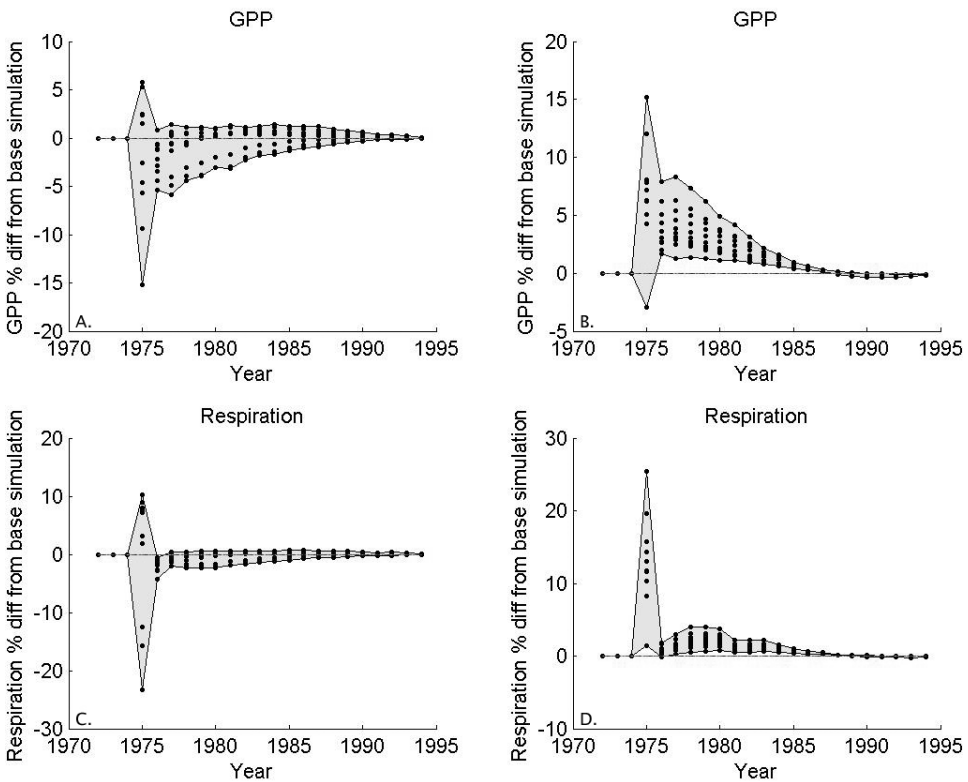 GPP
GPP % diff from base simulation
10
5
0
-5
-10
-15
-20
A.
1970 1975 1980 1985 1990 1995
Year
GPP
GPP % diff from base simulation
20
15
10
5
0
-5
B.
1970 1975 1980 1985 1990 1995
Year
Respiration
Respiration % diff from base simulation
20
10
0
-10
-20
-30
C.
1970 1975 1980 1985 1990 1995
Year
Respiration
Respiration % diff from base simulation
30
20
10
0
-10
D.
1970 1975 1980 1985 1990 1995
Year